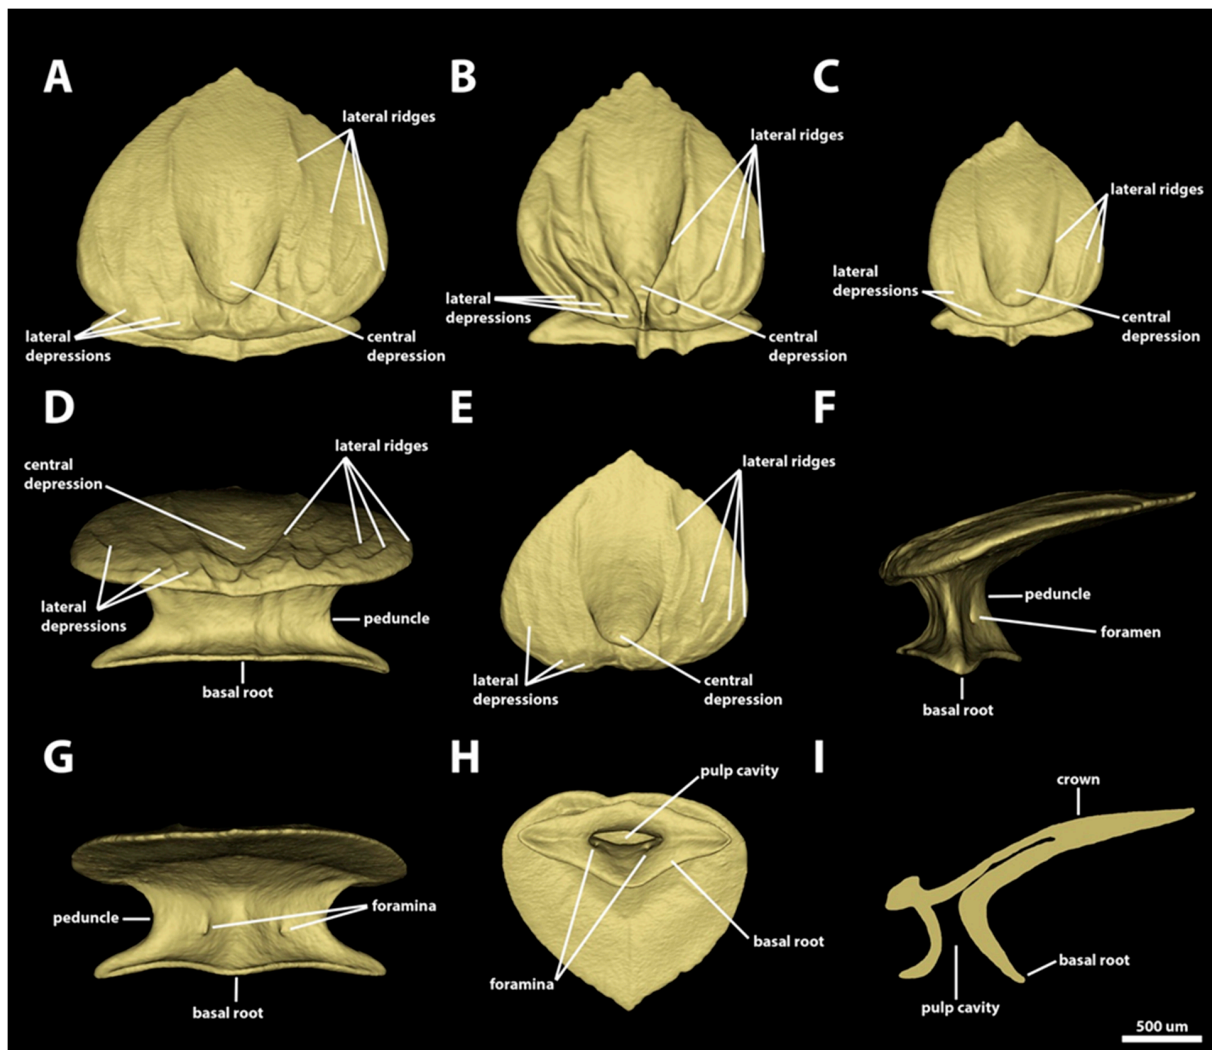 A
B
C
lateral ridges
lateral ridges
lateral ridges
lateral
depressions
lateral
depressions
lateral
depressions
central
depression
central
depression
central
depression
D
E
F
lateral ridges
central
depression
lateral ridges
peduncle
lateral
depressions
peduncle
foramen
basal root
lateral
depressions
central
depression
basal root
G
H
I
pulp cavity
crown
peduncle
foramina
basal root
basal root
foramina
basal root
pulp cavity
500 um